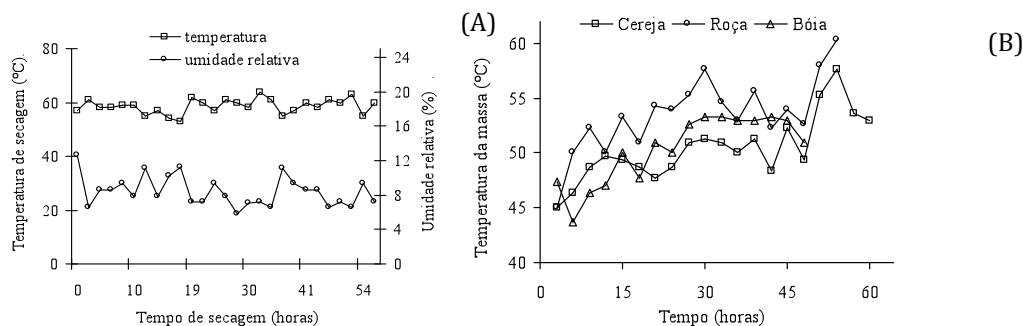 (A)
temperatura
umidade relativa
80
60
40
20
0
24
20
16
12
8
4
0
Temperatura de secagem (ºC).
Umidade relativa (%)
0 10 19 30 41 54
Tempo de secagem (horas)
(B)
Cereja Roça Bóia
60
55
50
45
40
Temperatura da massa (ºC)
0 15 30 45 60
Tempo (horas)